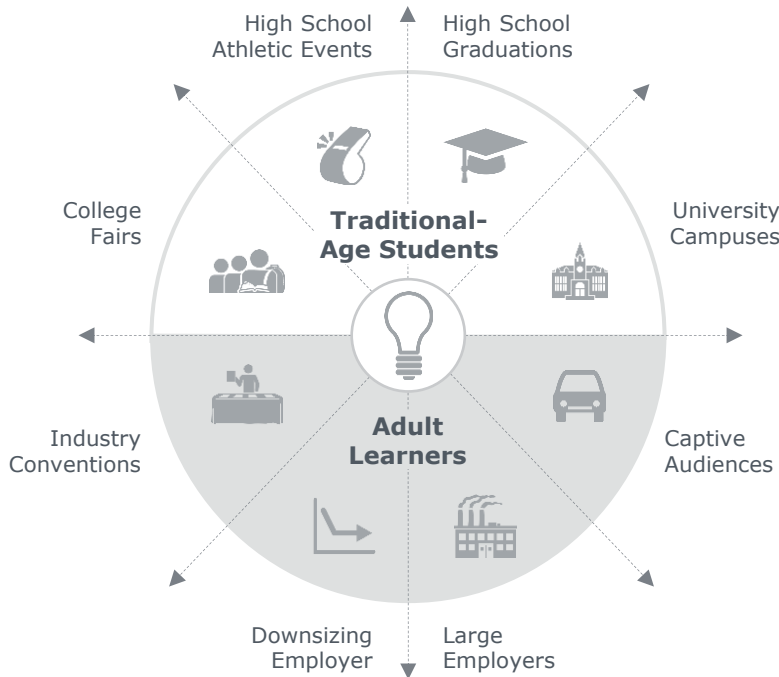 High School
Athletic Events
High School
Graduations
College
Fairs
Traditional-
Age Students
University
Campuses
Industry
Conventions
Adult
Learners
Captive
Audiences
Downsizing
Employer
Large
Employers